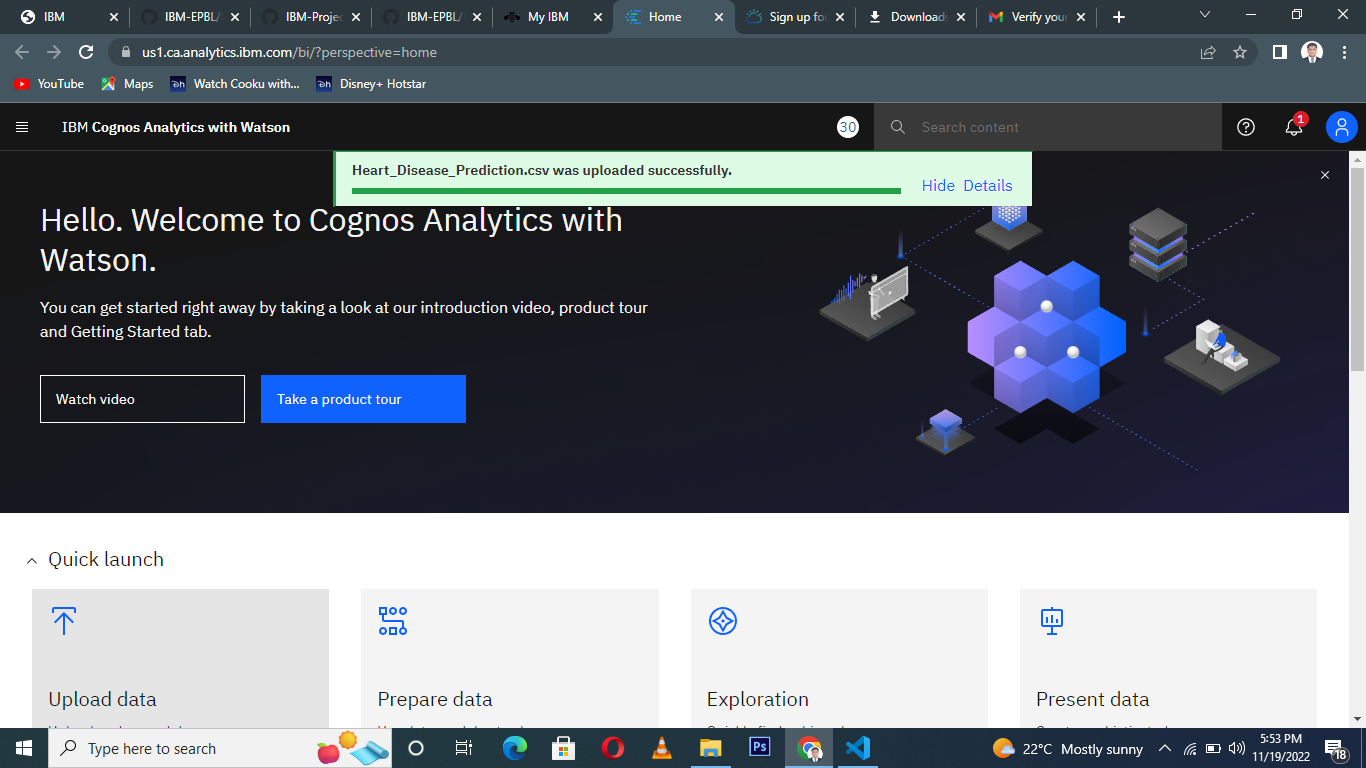 IBM
IBM-EPBL/
IBM-Projec
IBM-EPBL/
My IBM
Home
Sign up fo
Downloads
Verify your
us1.ca.analytics.ibm.com/bi/?perspective=home
YouTube
Maps
Watch Cooku with...
Disney+ Hotstar
IBM Cognos Analytics with Watson
30
Search content
1
Heart_Disease_Prediction.csv was uploaded successfully.
Hide Details
Hello. Welcome to Cognos Analytics with
Watson.
You can get started right away by taking a look at our introduction video, product tour
and Getting Started tab.
Watch video
Take a product tour
Quick launch
Upload data
Prepare data
Exploration
Present data
Type here to search
Ps
22°C Mostly sunny
5:53 PM
11/19/2022
18